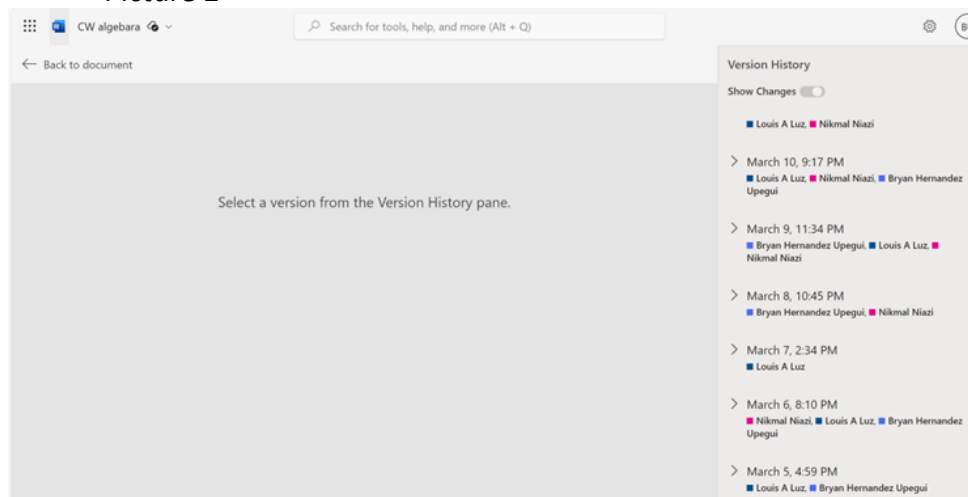 CW algebara
Search for tools, help, and more (Alt + Q)
Back to document
Select a version from the Version History pane.
Version History
Show Changes
Louis A Luz, Nikmal Niazi
March 10, 9:17 PM
Louis A Luz, Nikmal Niazi, Bryan Hernandez
Upegui
March 9, 11:34 PM
Bryan Hernandez Upegui, Louis A Luz,
Nikmal Niazi
March 8, 10:45 PM
Bryan Hernandez Upegui, Nikmal Niazi
March 7, 2:34 PM
Louis A Luz
March 6, 8:10 PM
Nikmal Niazi, Louis A Luz, Bryan Hernandez
Upegui
March 5, 4:59 PM
Louis A Luz, Bryan Hernandez Upegui